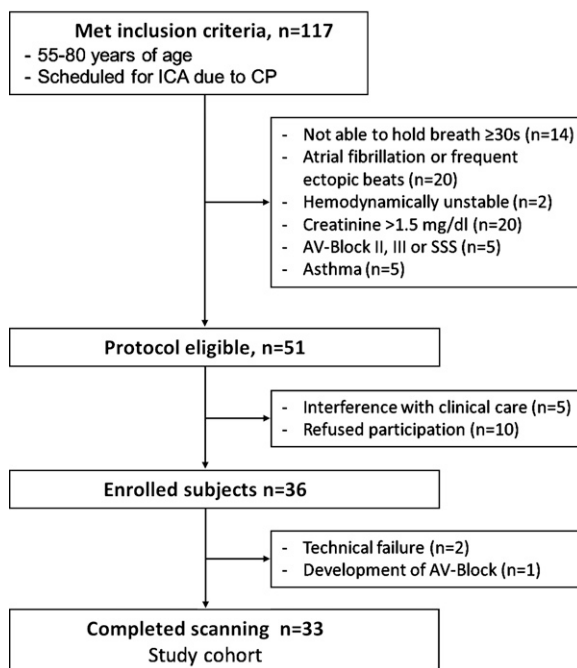 Met inclusion criteria, n=117
- 55-80 years of age
- Scheduled for ICA due to CP
- Not able to hold breath ≥30s (n=14)
- Atrial fibrillation or frequent
ectopic beats (n=20)
- Hemodynamically unstable (n=2)
- Creatinine >1.5 mg/dl (n=20)
- AV-Block II, III or SSS (n=5)
- Asthma (n=5)
Protocol eligible, n=51
- Interference with clinical care (n=5)
- Refused participation (n=10)
Enrolled subjects n=36
- Technical failure (n=2)
- Development of AV-Block (n=1)
Completed scanning n=33
Study cohort